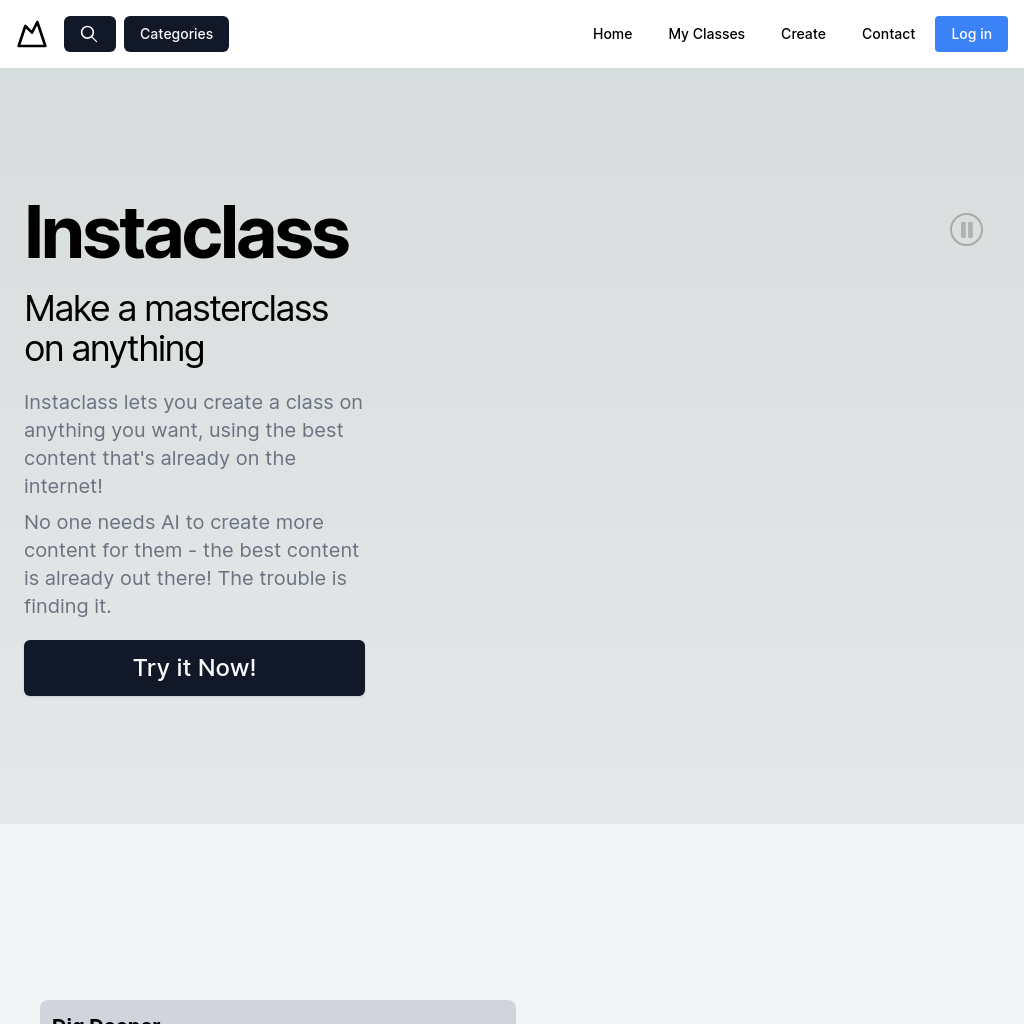 Categories
Home
My Classes
Create
Contact
Log in
Instaclass
Make a masterclass
on anything
Instaclass lets you create a class on
anything you want, using the best
content that's already on the
internet!
No one needs AI to create more
content for them - the best content
is already out there! The trouble is
finding it.
Try it Now!
Dig Deeper